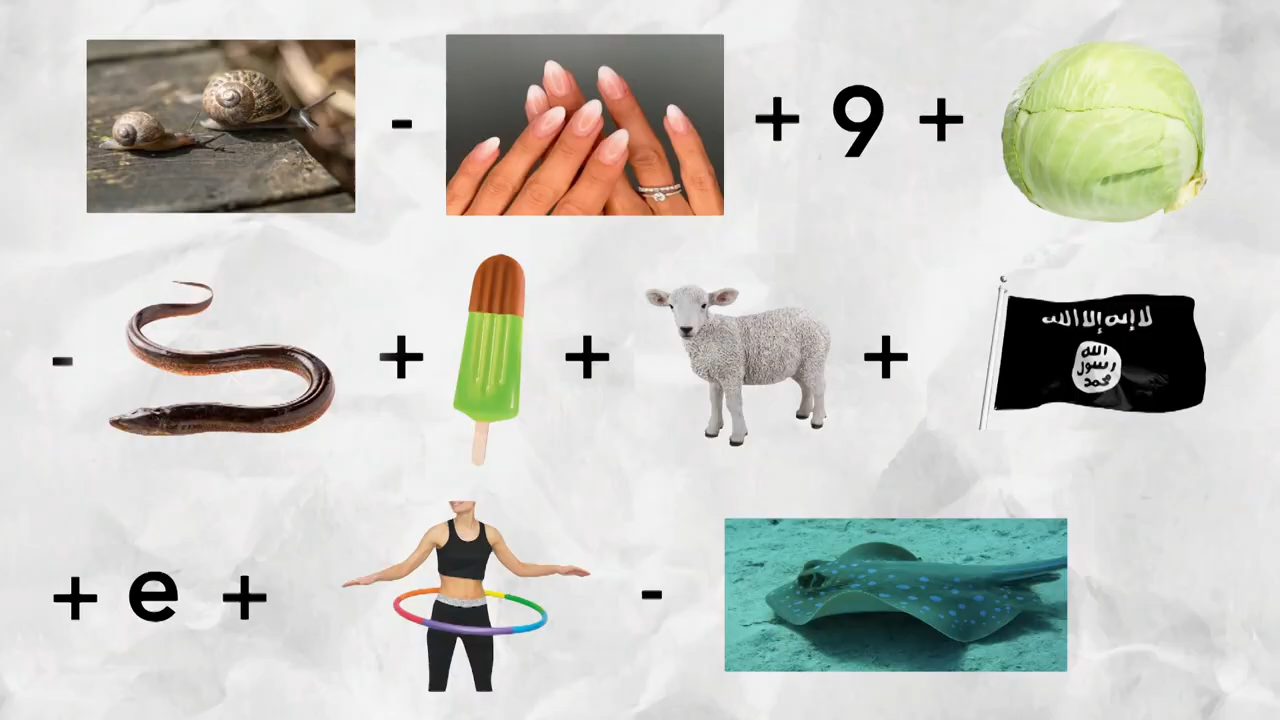 - + 9 +
لا إله إلا الله
الله
رسول
محمد
- + + +
+ e + -